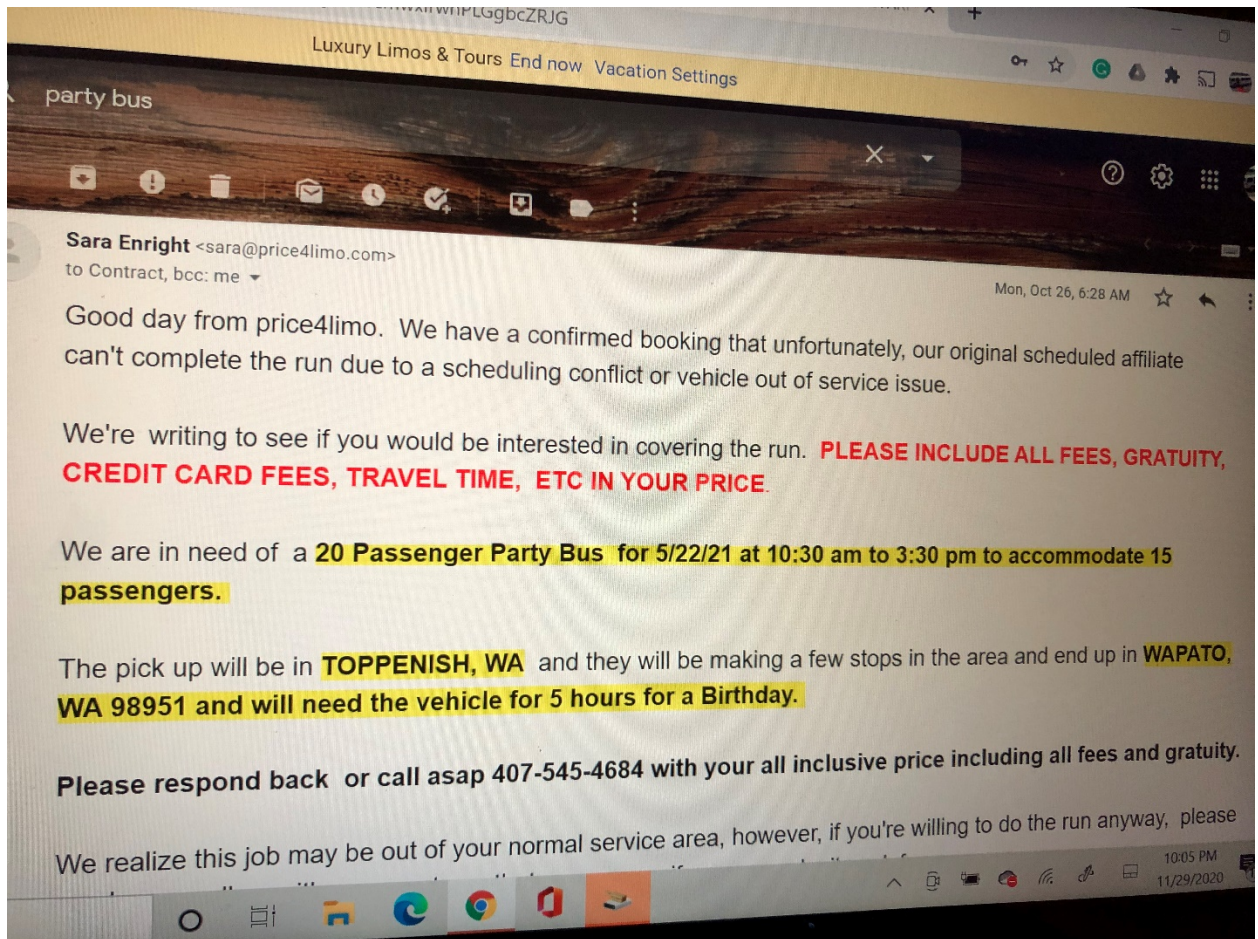 Luxury Limos & Tours End now Vacation Settings
party bus
Sara Enright <sara@price4limo.com>
to Contract, bcc: me
Mon, Oct 26, 6:28 AM
Good day from price4limo. We have a confirmed booking that unfortunately, our original scheduled affiliate
can't complete the run due to a scheduling conflict or vehicle out of service issue.
We're writing to see if you would be interested in covering the run. PLEASE INCLUDE ALL FEES, GRATUITY,
CREDIT CARD FEES, TRAVEL TIME, ETC IN YOUR PRICE.
We are in need of a 20 Passenger Party Bus for 5/22/21 at 10:30 am to 3:30 pm to accommodate 15
passengers.
The pick up will be in TOPPENISH, WA and they will be making a few stops in the area and end up in WAPATO,
WA 98951 and will need the vehicle for 5 hours for a Birthday.
Please respond back or call asap 407-545-4684 with your all inclusive price including all fees and gratuity.
We realize this job may be out of your normal service area, however, if you're willing to do the run anyway, please
10:05 PM
11/29/2020